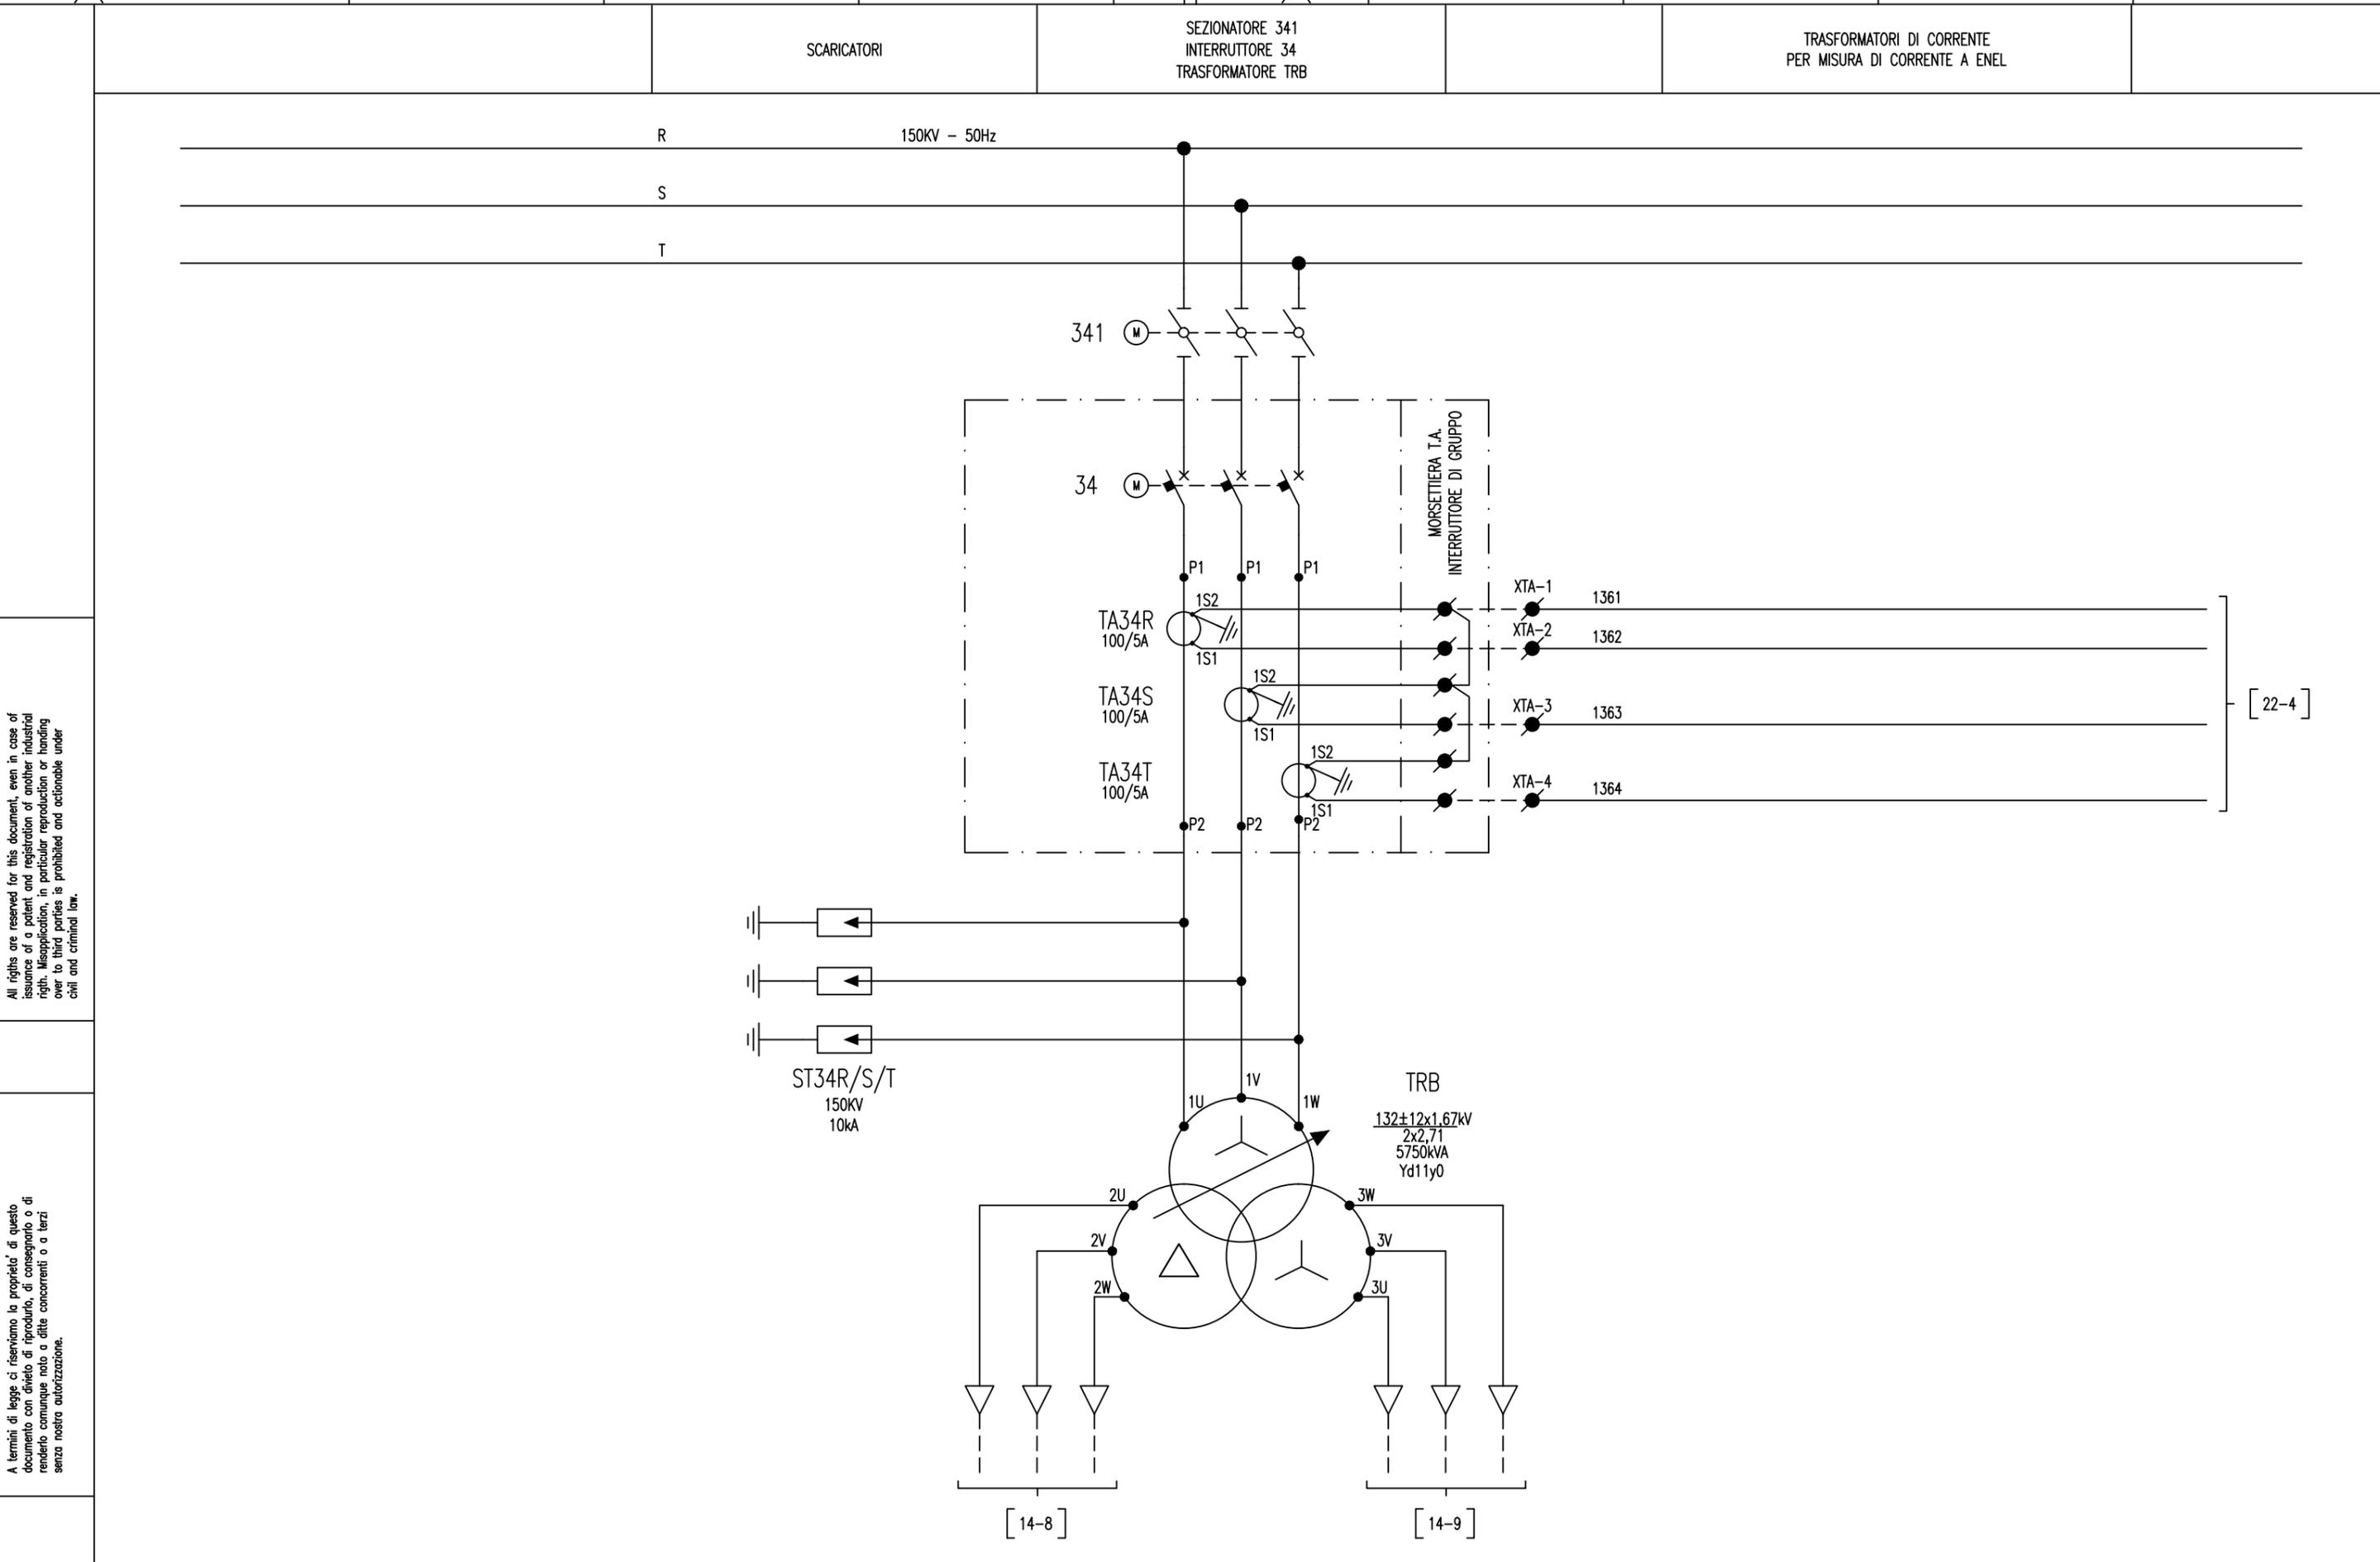 SCARICATORI
SEZIONATORE 341
INTERRUTTORE 34
TRASFORMATORE TRB
TRASFORMATORI DI CORRENTE
PER MISURA DI CORRENTE A ENEL
R
150KV – 50Hz
S
T
341
M
34
M
MORSETTIERA T.A.
INTERRUTTORE DI GRUPPO
P1
P1
P1
TA34R
100/5A
1S2
1S1
XTA-1
1361
XTA-2
1362
TA34S
100/5A
1S2
1S1
XTA-3
1363
TA34T
100/5A
1S2
1S1
XTA-4
1364
22-4
P2
P2
P2
ST34R/S/T
150KV
10kA
1U
1V
1W
TRB
132±12x1,67kV
2x2,71
5750kVA
Yd11y0
2U
2V
2W
3W
3V
3U
14-8
14-9
All rigths are reserved for this document, even in case of
issuance of a patent and registration of another industrial
rigth. Misapplication, in particular reproduction or handing
over to third parties is prohibited and actionable under
civil and criminal law.
A termini di legge ci riserviamo la proprieta' di questo
documento con divieto di riprodurlo, di consegnarlo o di
renderlo comunque noto a ditte concorrenti o a terzi
senza nostra autorizzazione.